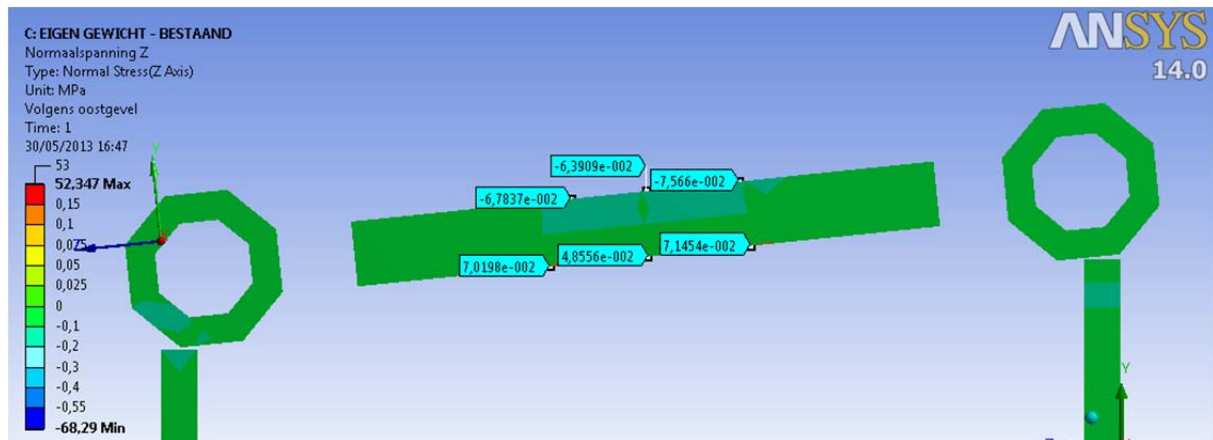 C: EIGEN GEWICHT - BESTAAND
Normaalspanning Z
Type: Normal Stress(Z Axis)
Unit: MPa
Volgens oostgevel
Time: 1
30/05/2013 16:47
53
52,347 Max
0,15
0,1
0,075
0,05
0,025
0
-0,1
-0,2
-0,3
-0,4
-0,55
-68,29 Min
Y
-6,3909e-002
-7,566e-002
-6,7837e-002
7,0198e-002
4,8556e-002
7,1454e-002
ANSYS
14.0
Y